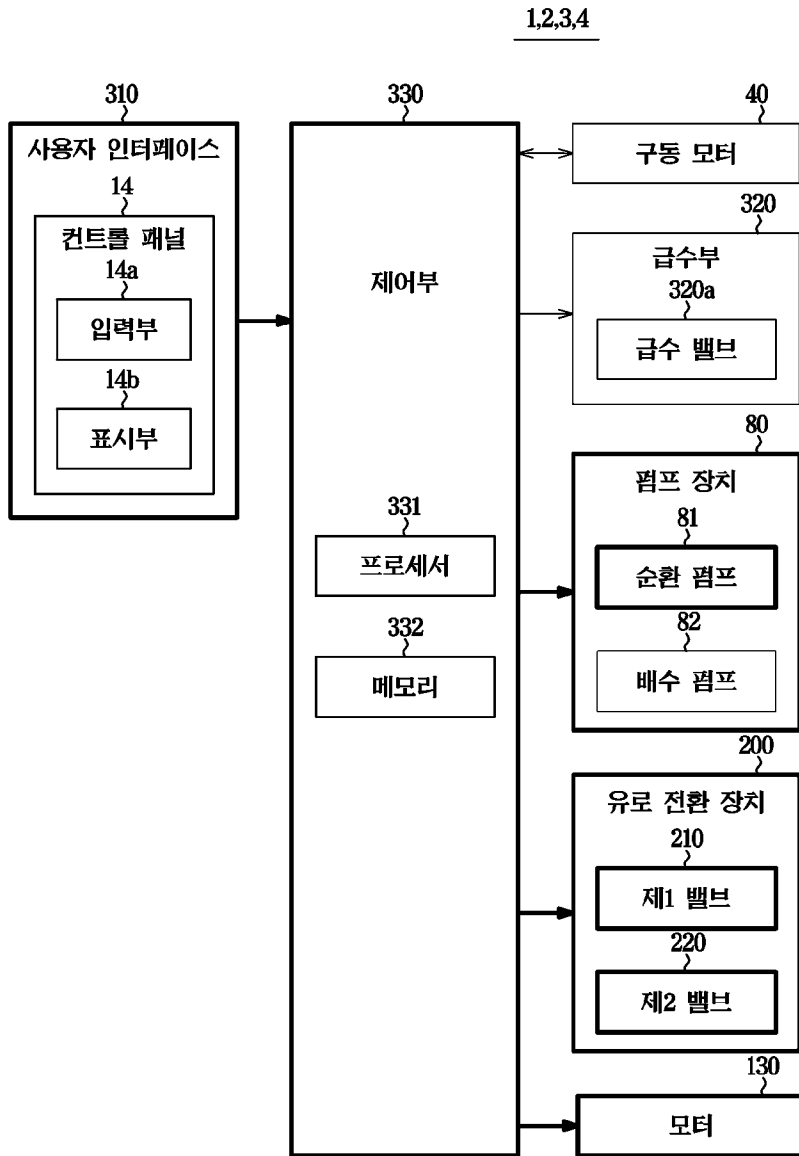 1,2,3,4
310
사용자 인터페이스
14
컨트롤 패널
14a
입력부
14b
표시부
330
제어부
331
프로세서
332
메모리
40
구동 모터
320
급수부
320a
급수 밸브
80
펌프 장치
81
순환 펌프
82
배수 펌프
200
유로 전환 장치
210
제1 밸브
220
제2 밸브
130
모터